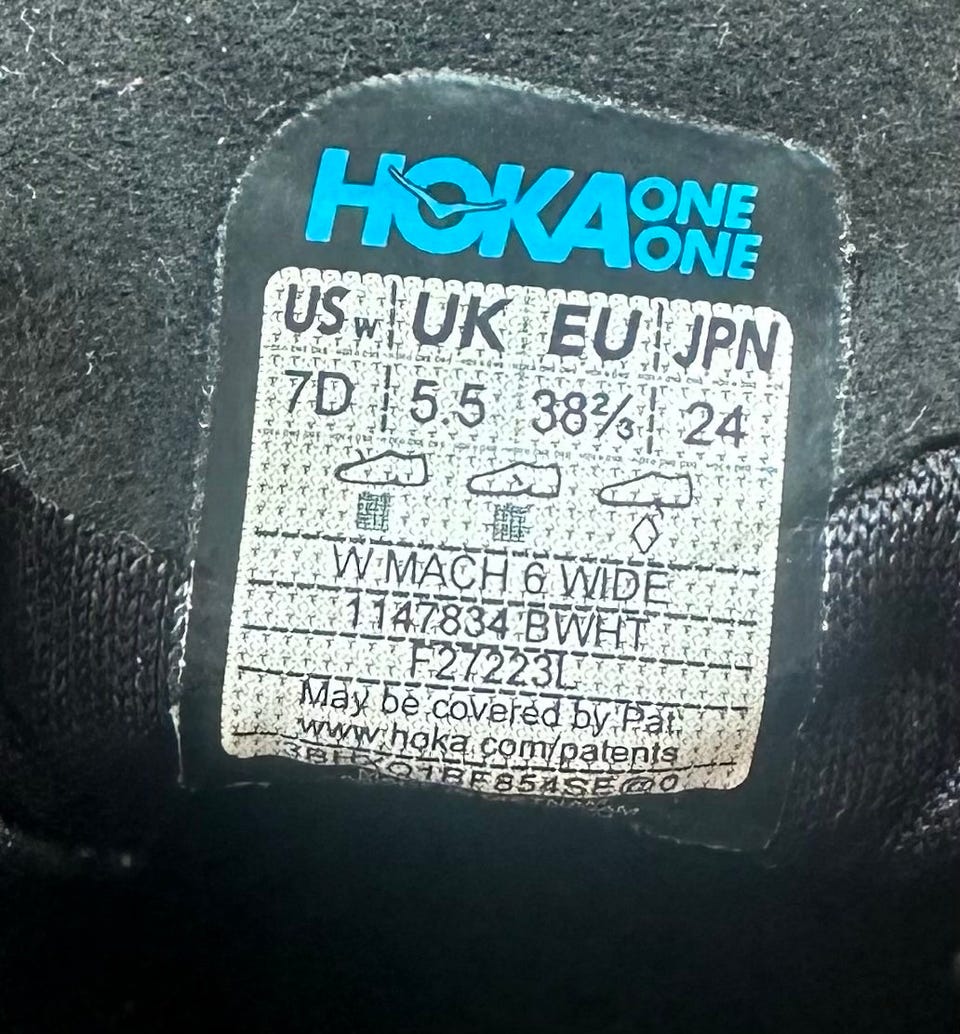 HOKA ONE ONE
US w UK EU JPN
7D 5.5 38⅔ 24
W MACH 6 WIDE
1147834 BWHT
F27223L
May be covered by Pat.
www.hoka.com/patents